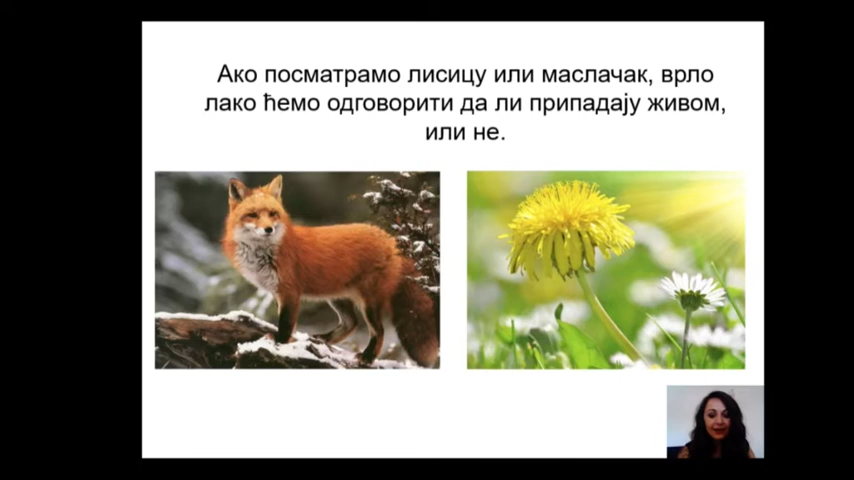 Ако посматрамо лисицу или маслачак, врло
лако ћемо одговорити да ли припадају живом,
или не.